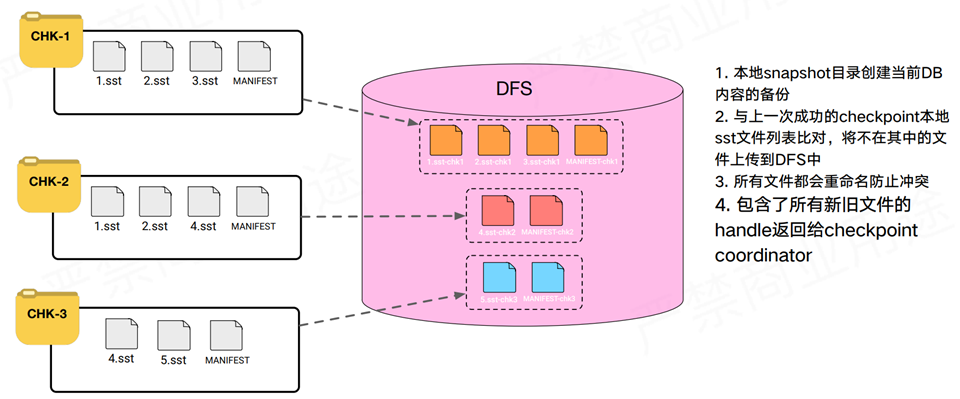 CHK-1
1.sst
2.sst
3.sst
MANIFEST
CHK-2
1.sst
2.sst
4.sst
MANIFEST
CHK-3
4.sst
5.sst
MANIFEST
DFS
1.sst-chk1
2.sst-chk1
3.sst-chk1
MANIFEST-chk1
4.sst-chk2
MANIFEST-chk2
5.sst-chk3
MANIFEST-chk3
1. 本地snapshot目录创建当前DB
内容的备份
2. 与上一次成功的checkpoint本地
sst文件列表比对，将不在其中的文
件上传到DFS中
3. 所有文件都会重命名防止冲突
4. 包含了所有新旧文件的
handle返回给checkpoint
coordinator